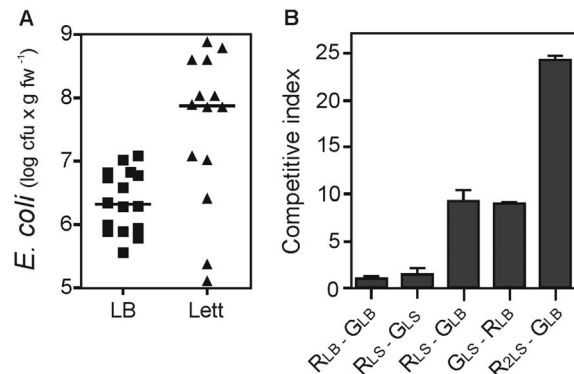 A
E. coli (log cfu x g fw⁻¹)
9
8
7
6
5
LB
Lett
B
Competitive index
25
20
15
10
5
0
RLB - GLB
RLS - GLS
RLS - GLB
GLS - RLB
R2LS - GLB